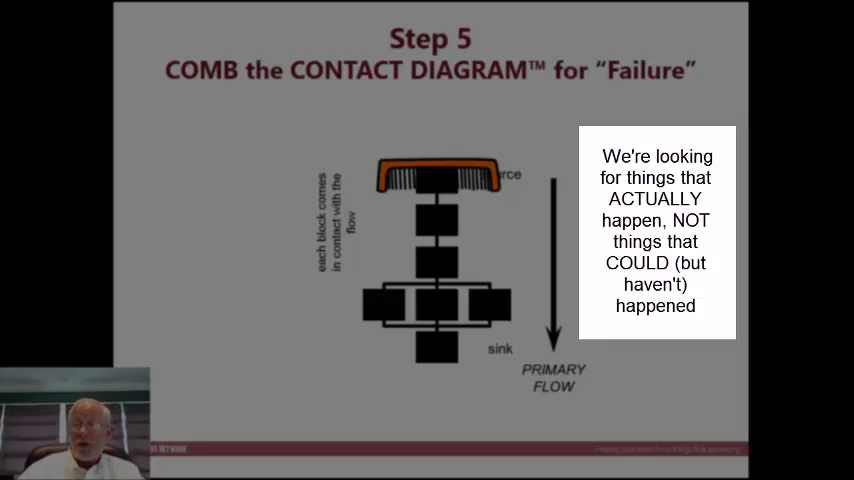 Step 5
COMB the CONTACT DIAGRAM™ for “Failure”
each block comes
in contact with the
flow
rce
We're looking
for things that
ACTUALLY
happen, NOT
things that
COULD (but
haven't)
happened
sink
PRIMARY
FLOW